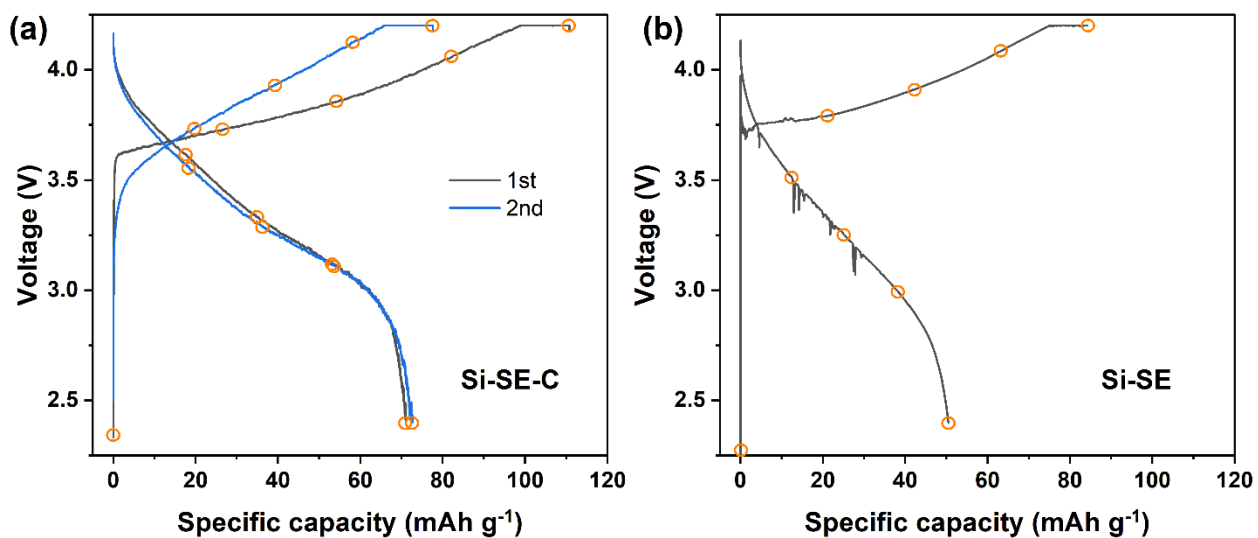 (a)
Voltage (V)
4.0
3.5
3.0
2.5
1st
2nd
Si-SE-C
0 20 40 60 80 100 120
Specific capacity (mAh g⁻¹)
(b)
Voltage (V)
4.0
3.5
3.0
2.5
Si-SE
0 20 40 60 80 100 120
Specific capacity (mAh g⁻¹)